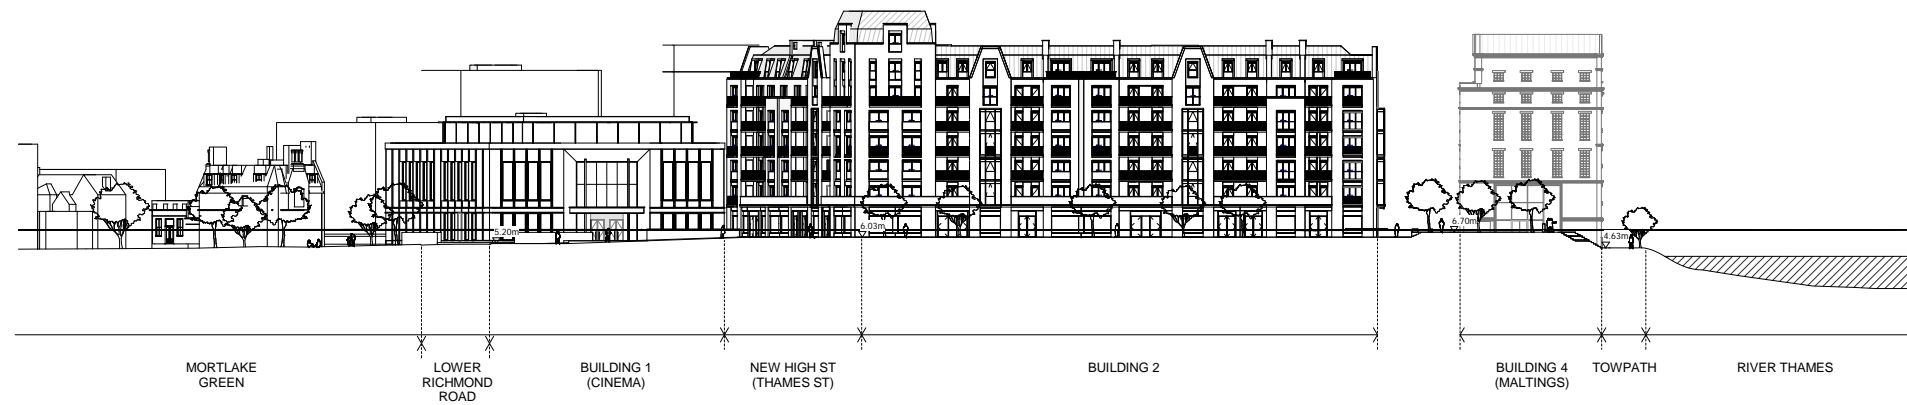 5.20m
6.03m
6.70m
4.63m
MORTLAKE
GREEN
LOWER
RICHMOND
ROAD
BUILDING 1
(CINEMA)
NEW HIGH ST
(THAMES ST)
BUILDING 2
BUILDING 4
(MALTINGS)
TOWPATH
RIVER THAMES